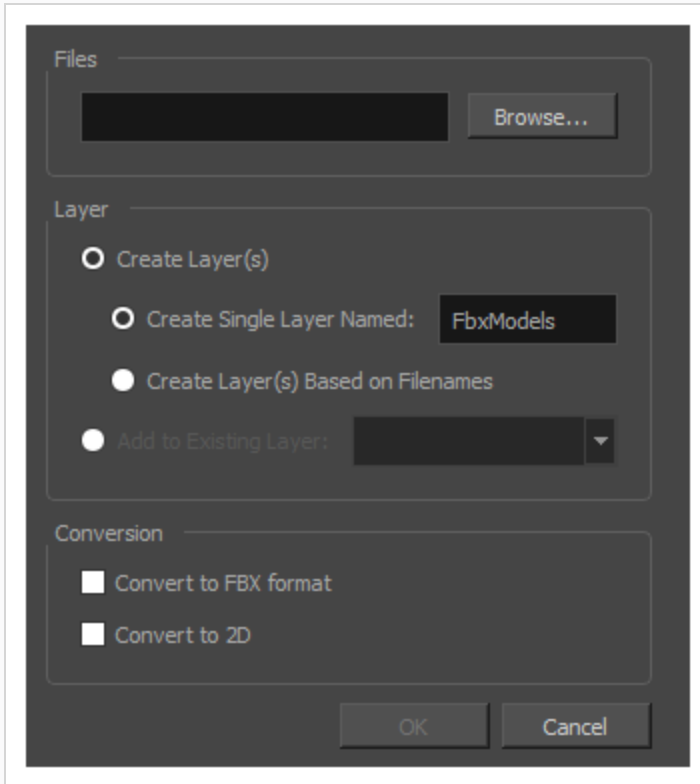 Files
Browse...
Layer
Create Layer(s)
Create Single Layer Named: FbxModels
Create Layer(s) Based on Filenames
Add to Existing Layer:
Conversion
Convert to FBX format
Convert to 2D
OK Cancel